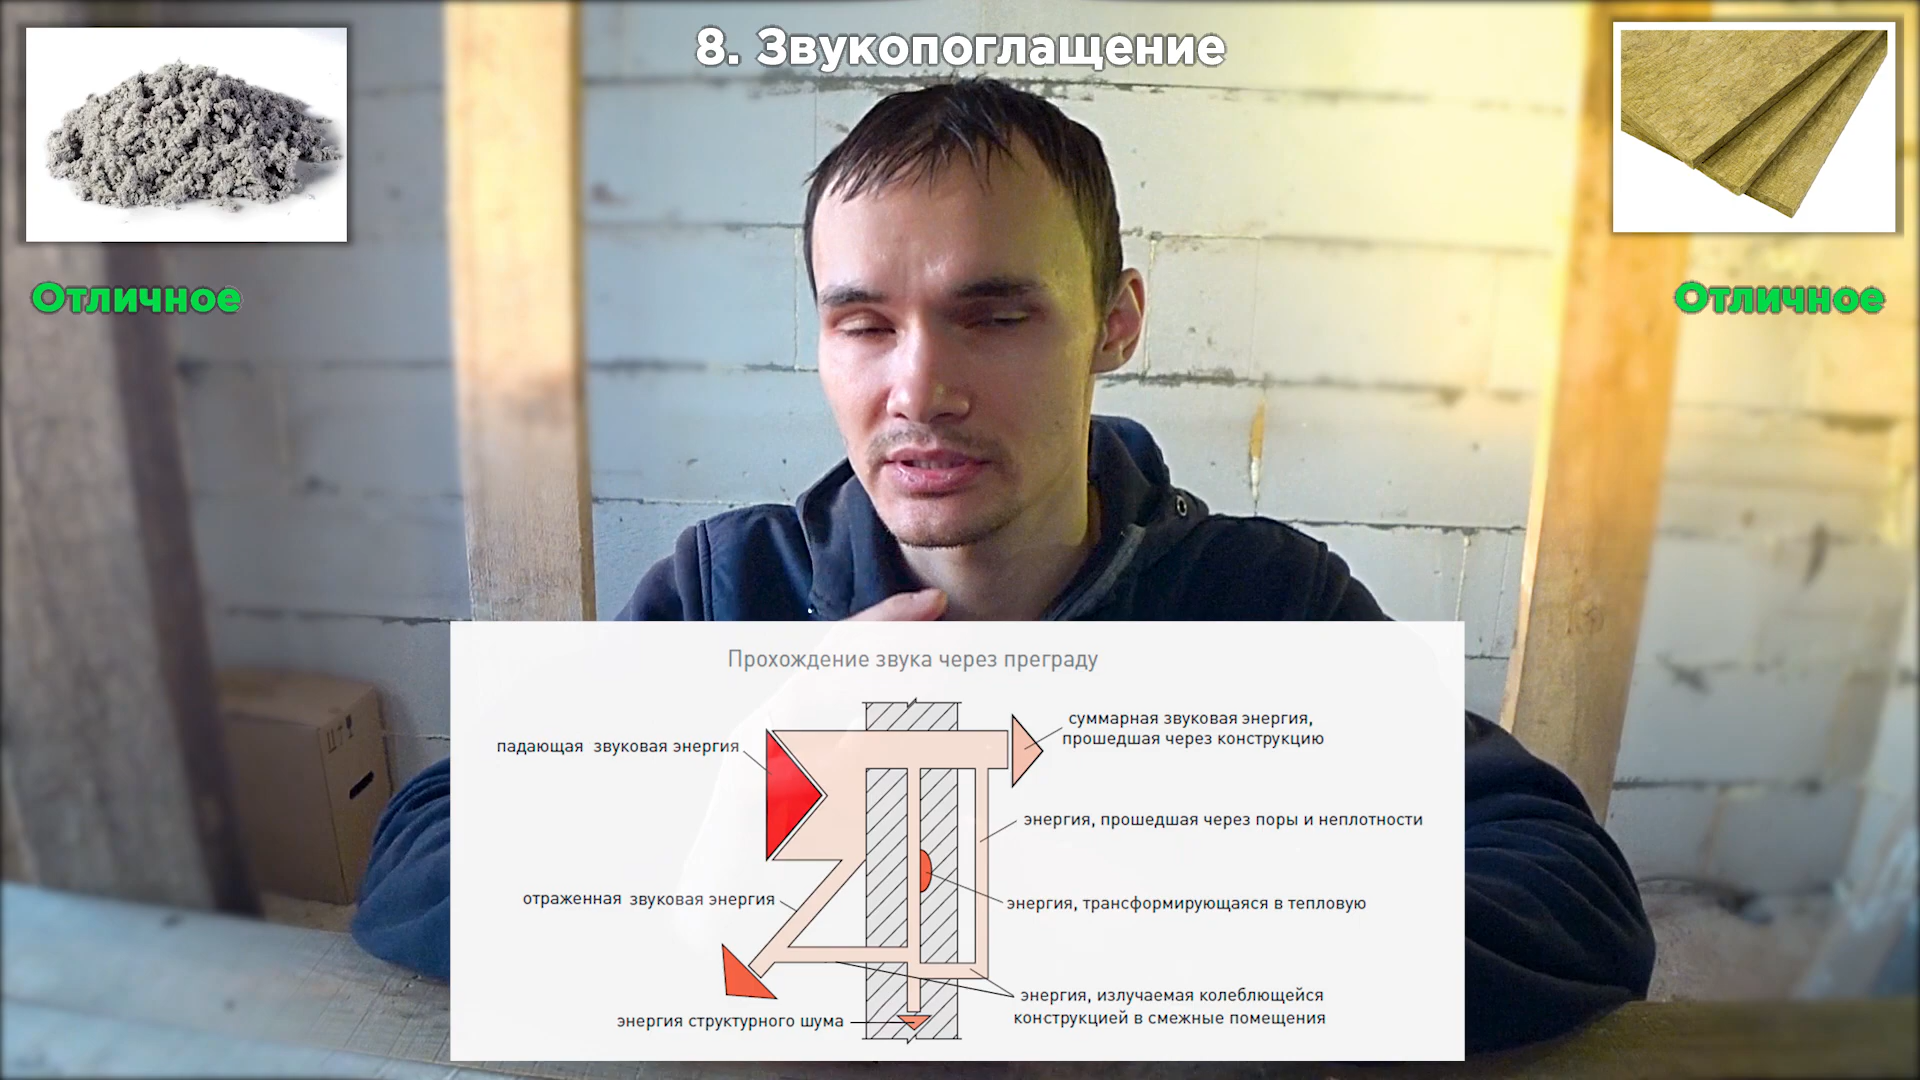 8. Звукопоглащение
Отличное
Отличное
Прохождение звука через преграду
суммарная звуковая энергия,
прошедшая через конструкцию
падающая звуковая энергия
энергия, прошедшая через поры и неплотности
отраженная звуковая энергия
энергия, трансформирующаяся в тепловую
энергия, излучаемая колеблющейся
конструкцией в смежные помещения
энергия структурного шума